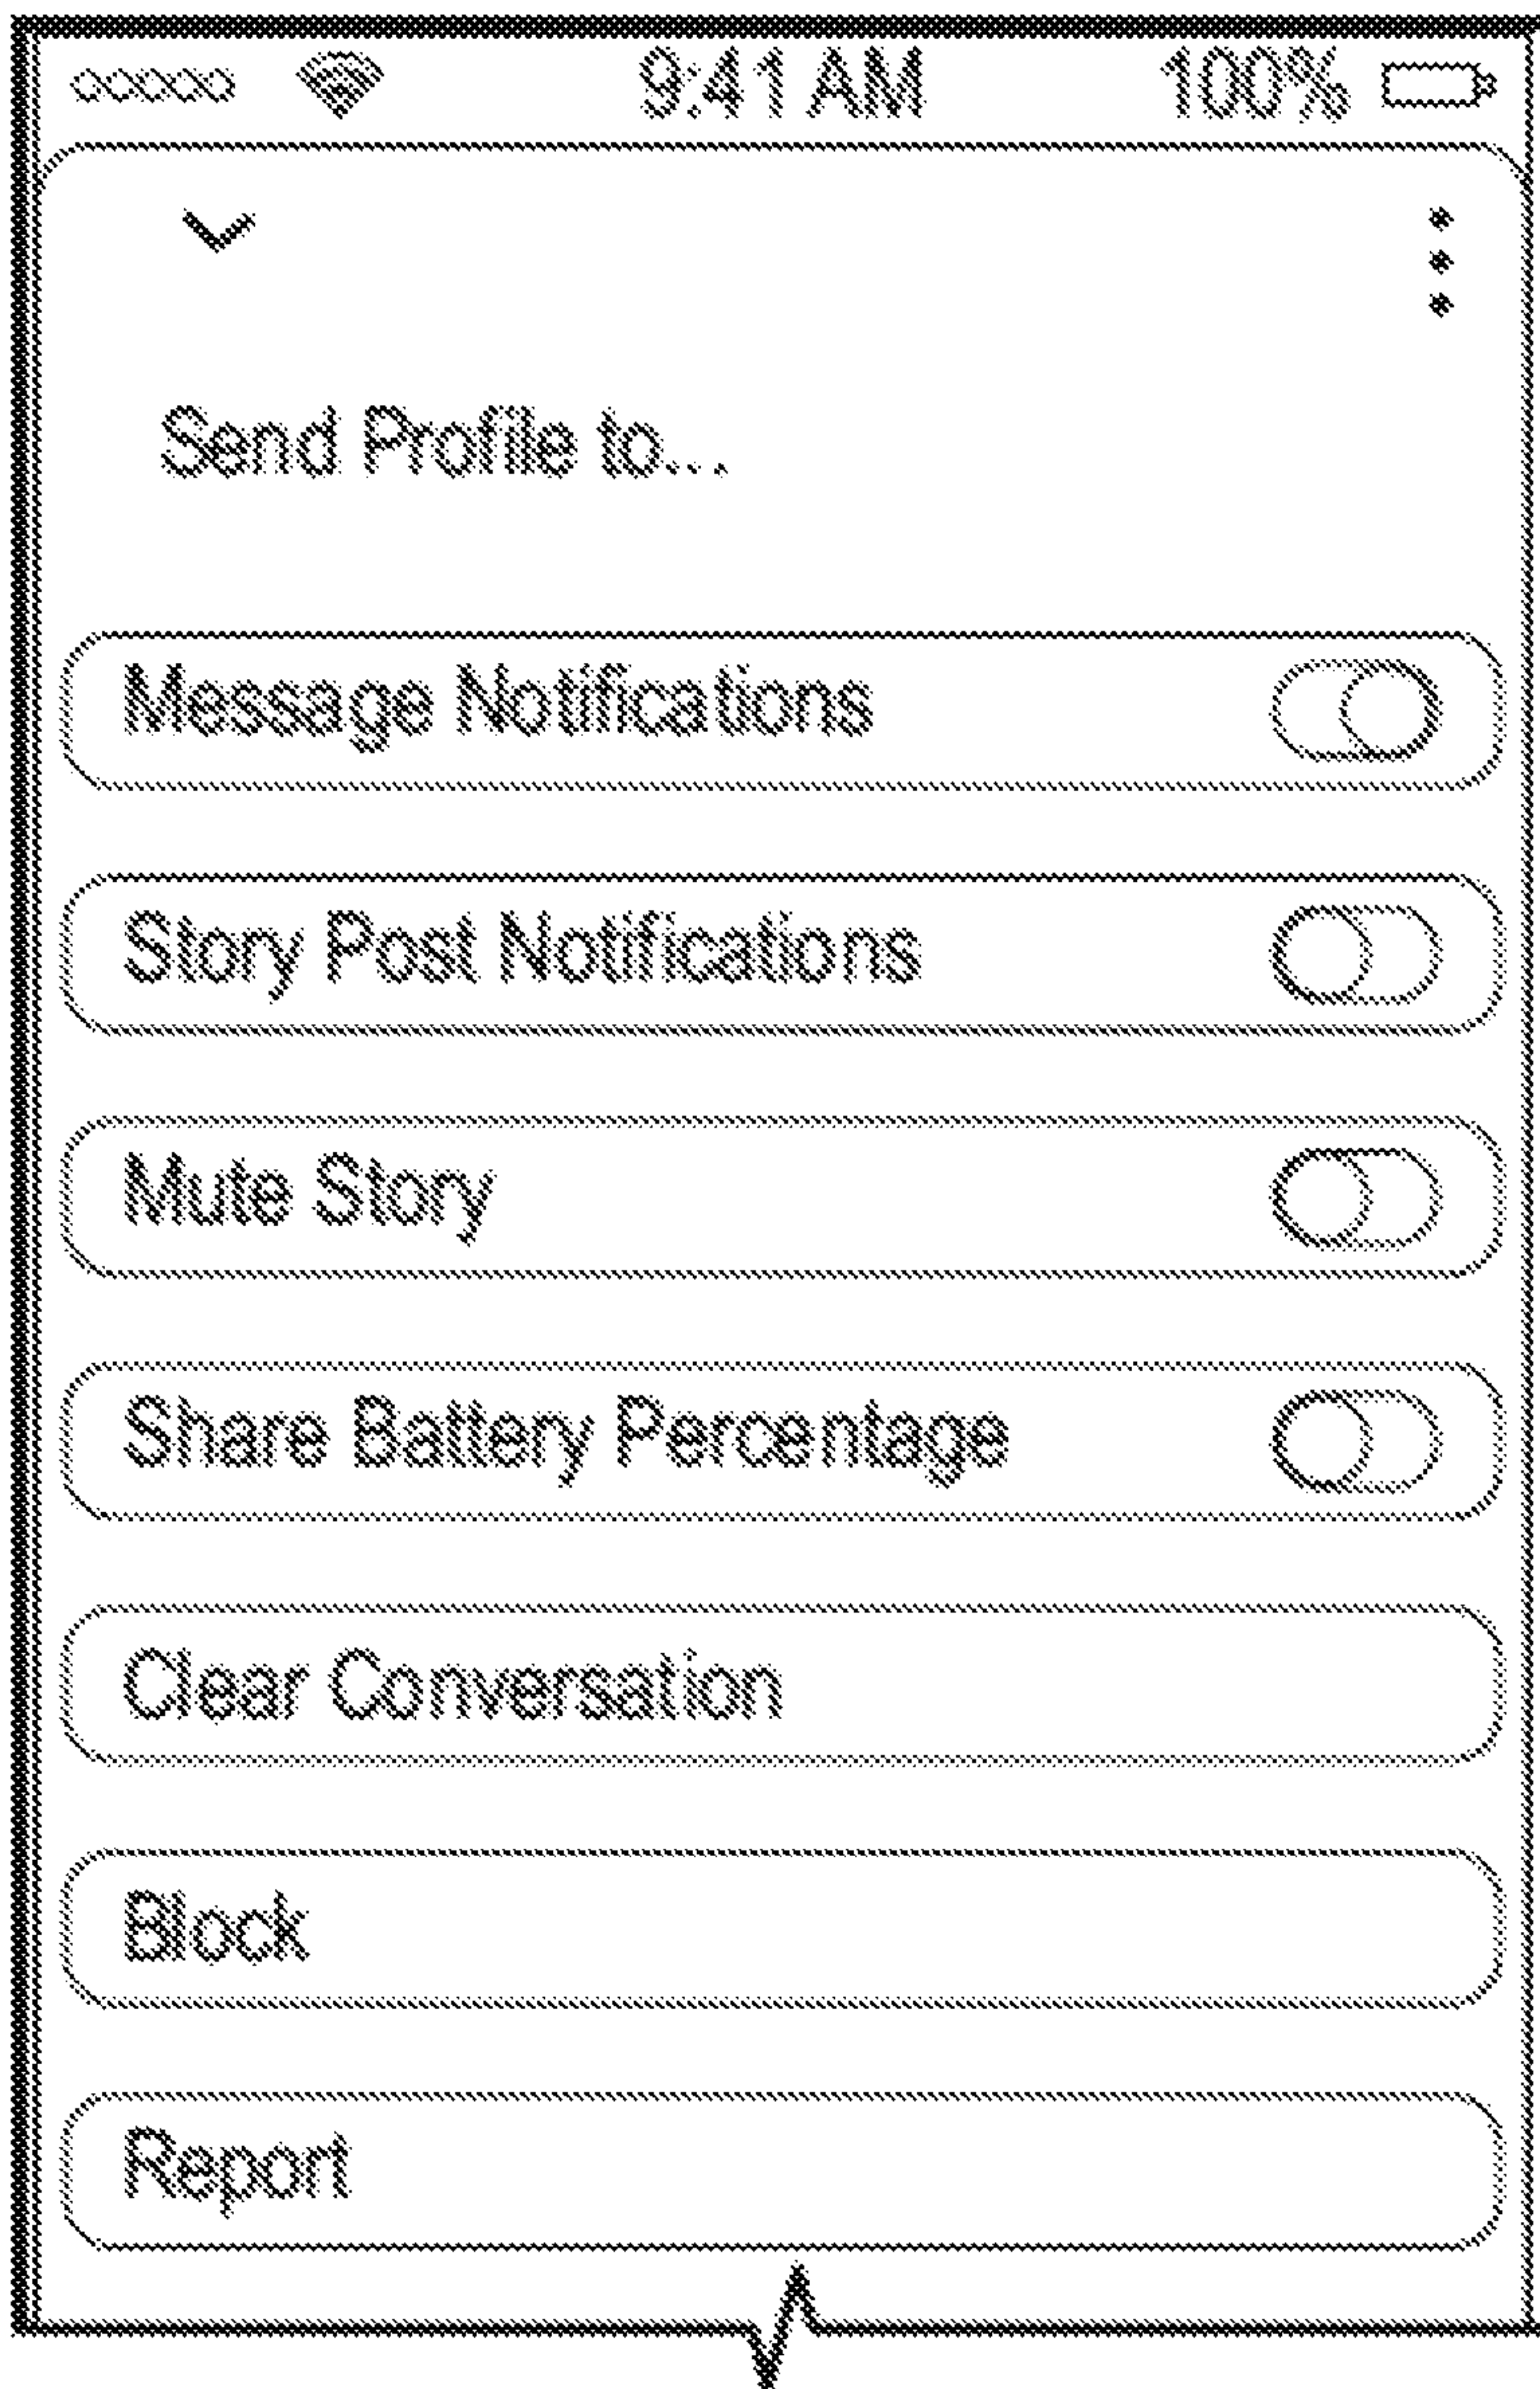 9:41 AM 100%
Send Profile to...
Message Notifications
Story Post Notifications
Mute Story
Share Battery Percentage
Clear Conversation
Block
Report